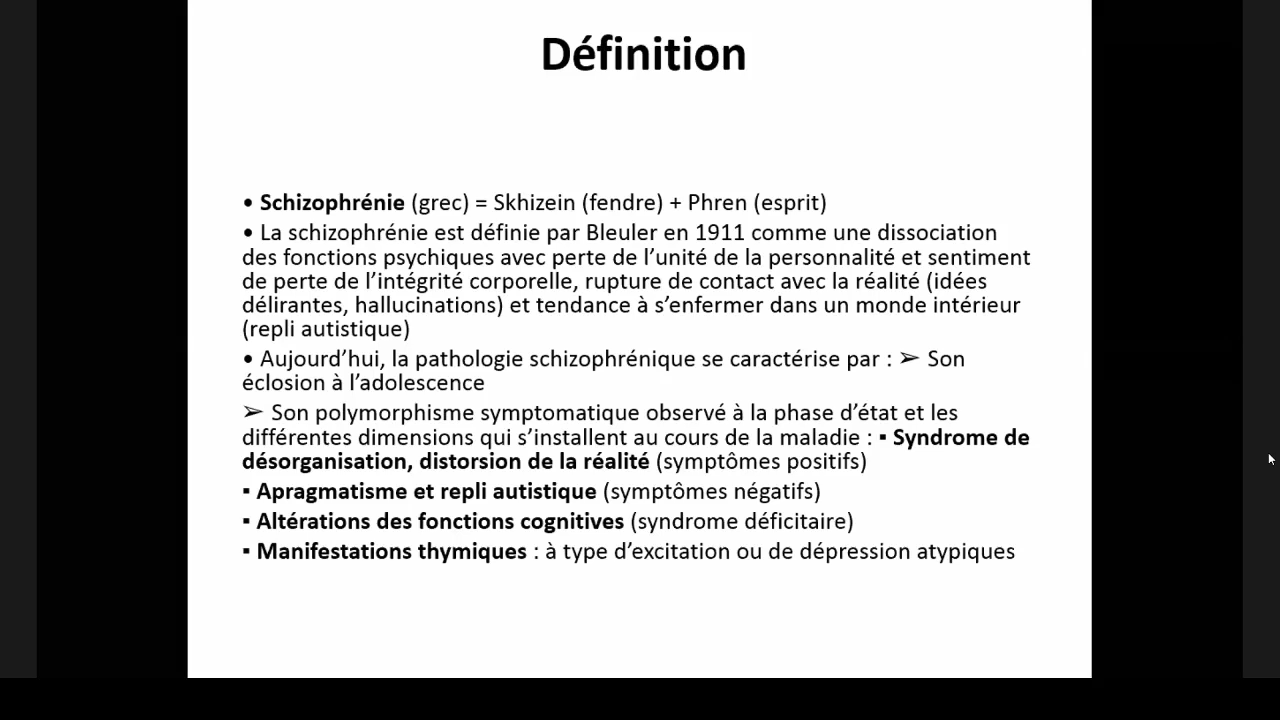 Définition
• Schizophrénie (grec) = Skhizein (fendre) + Phren (esprit)
• La schizophrénie est définie par Bleuler en 1911 comme une dissociation
des fonctions psychiques avec perte de l’unité de la personnalité et sentiment
de perte de l’intégrité corporelle, rupture de contact avec la réalité (idées
délirantes, hallucinations) et tendance à s’enfermer dans un monde intérieur
(repli autistique)
• Aujourd’hui, la pathologie schizophrénique se caractérise par : ➢ Son
éclosion à l’adolescence
➢ Son polymorphisme symptomatique observé à la phase d’état et les
différentes dimensions qui s’installent au cours de la maladie : ▪ Syndrome de
désorganisation, distorsion de la réalité (symptômes positifs)
▪ Apragmatisme et repli autistique (symptômes négatifs)
▪ Altérations des fonctions cognitives (syndrome déficitaire)
▪ Manifestations thymiques : à type d’excitation ou de dépression atypiques